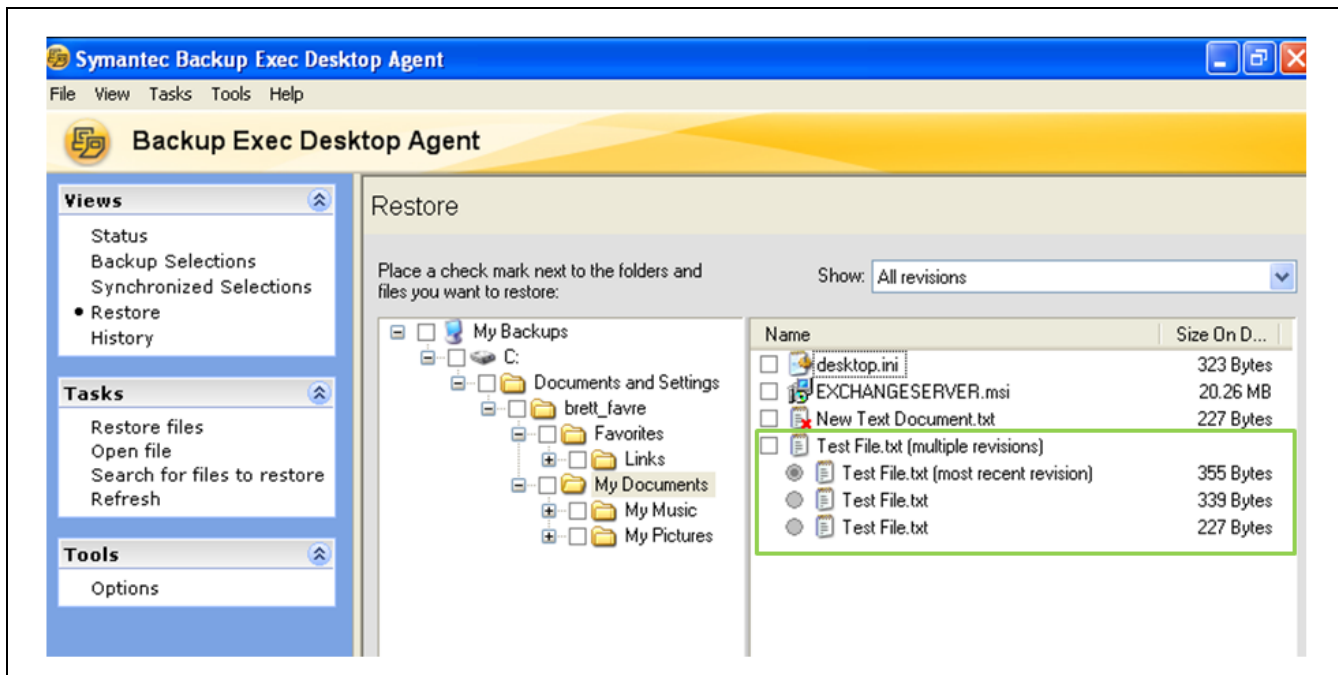 Symantec Backup Exec Desktop Agent
File View Tasks Tools Help
Backup Exec Desktop Agent
Views
Status
Backup Selections
Synchronized Selections
Restore
History
Tasks
Restore files
Open file
Search for files to restore
Refresh
Tools
Options
Restore
Place a check mark next to the folders and
files you want to restore:
Show: All revisions
My Backups
C:
Documents and Settings
brett_favre
Favorites
Links
My Documents
My Music
My Pictures
Name Size On D...
desktop.ini 323 Bytes
EXCHANGESERVER.msi 20.26 MB
New Text Document.txt 227 Bytes
Test File.txt (multiple revisions)
Test File.txt (most recent revision) 355 Bytes
Test File.txt 339 Bytes
Test File.txt 227 Bytes